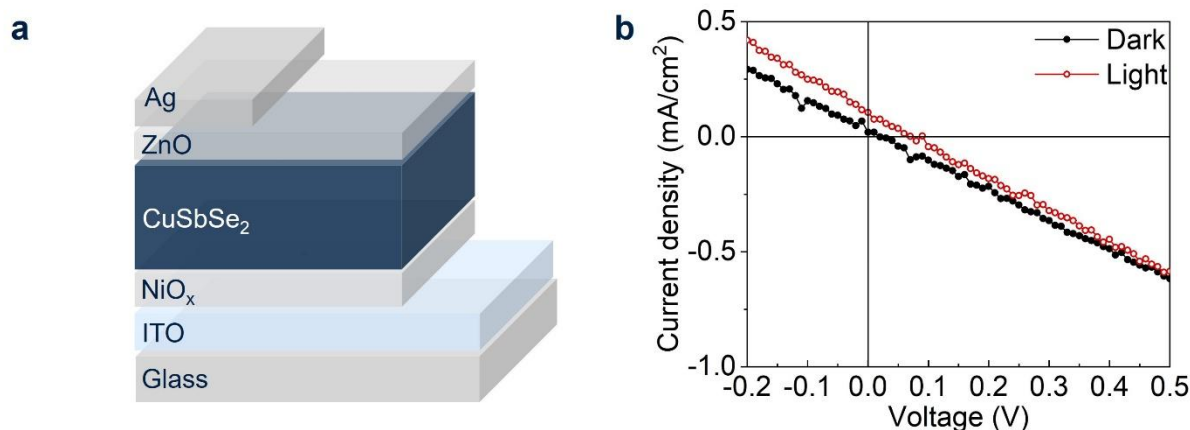 a
Ag
ZnO
CuSbSe₂
NiOₓ
ITO
Glass
b
Dark
Light
Current density (mA/cm²)
0.5
0.0
-0.5
-1.0
-0.2 -0.1 0.0 0.1 0.2 0.3 0.4 0.5
Voltage (V)